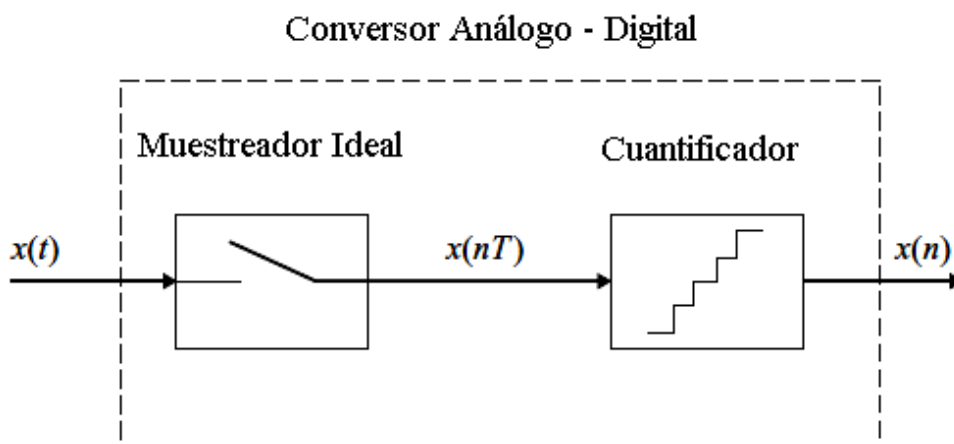 Conversor Análogo - Digital
Muestreador Ideal
Cuantificador
x(t)
x(nT)
x(n)